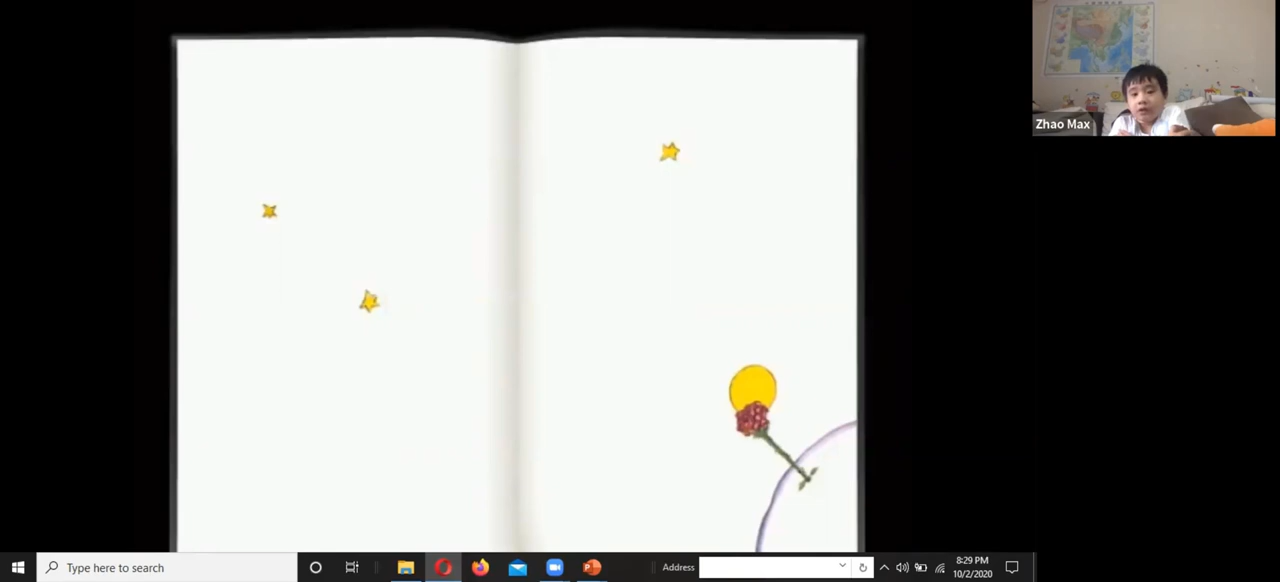 Zhao Max
Type here to search
Address
8:29 PM
10/2/2020